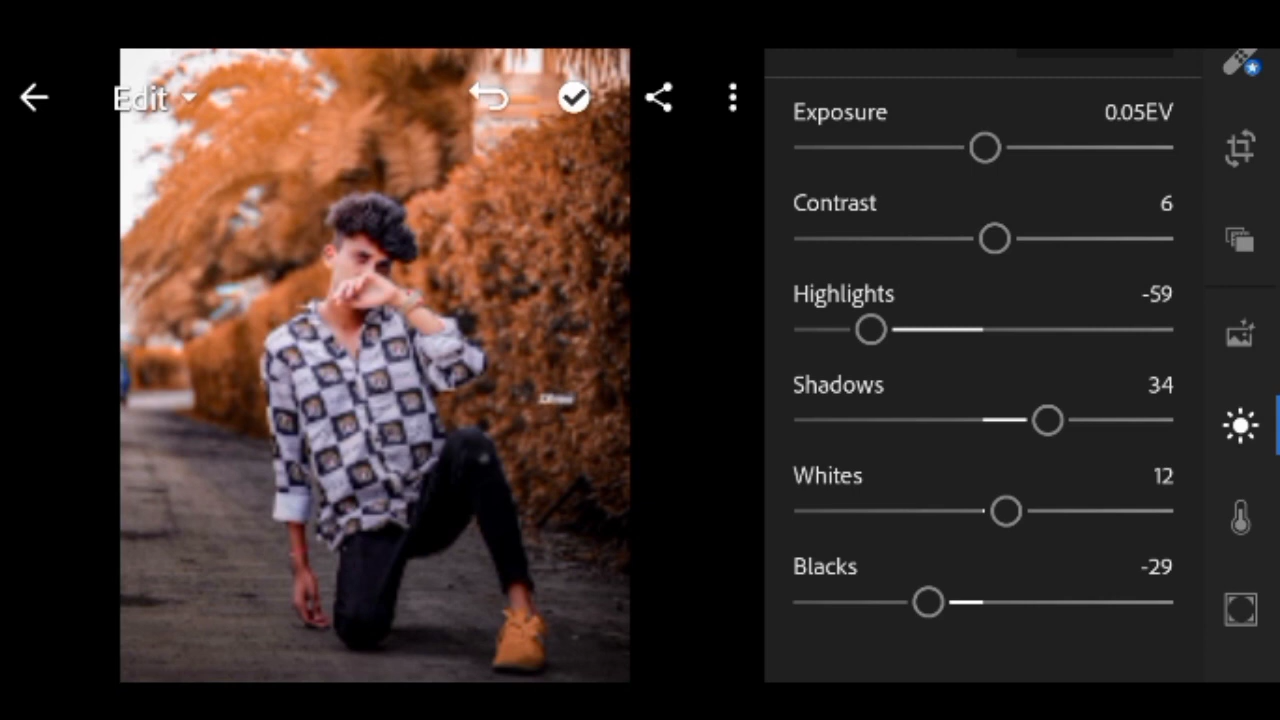 Edit
Exposure 0.05EV
Contrast 6
Highlights -59
Shadows 34
Whites 12
Blacks -29